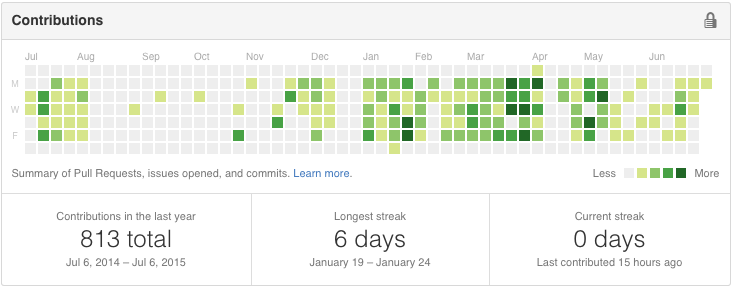 Contributions
Jul Aug Sep Oct Nov Dec Jan Feb Mar Apr May Jun
M
W
F
Summary of Pull Requests, issues opened, and commits. Learn more.
Less More
Contributions in the last year
813 total
Jul 6, 2014 – Jul 6, 2015
Longest streak
6 days
January 19 – January 24
Current streak
0 days
Last contributed 15 hours ago